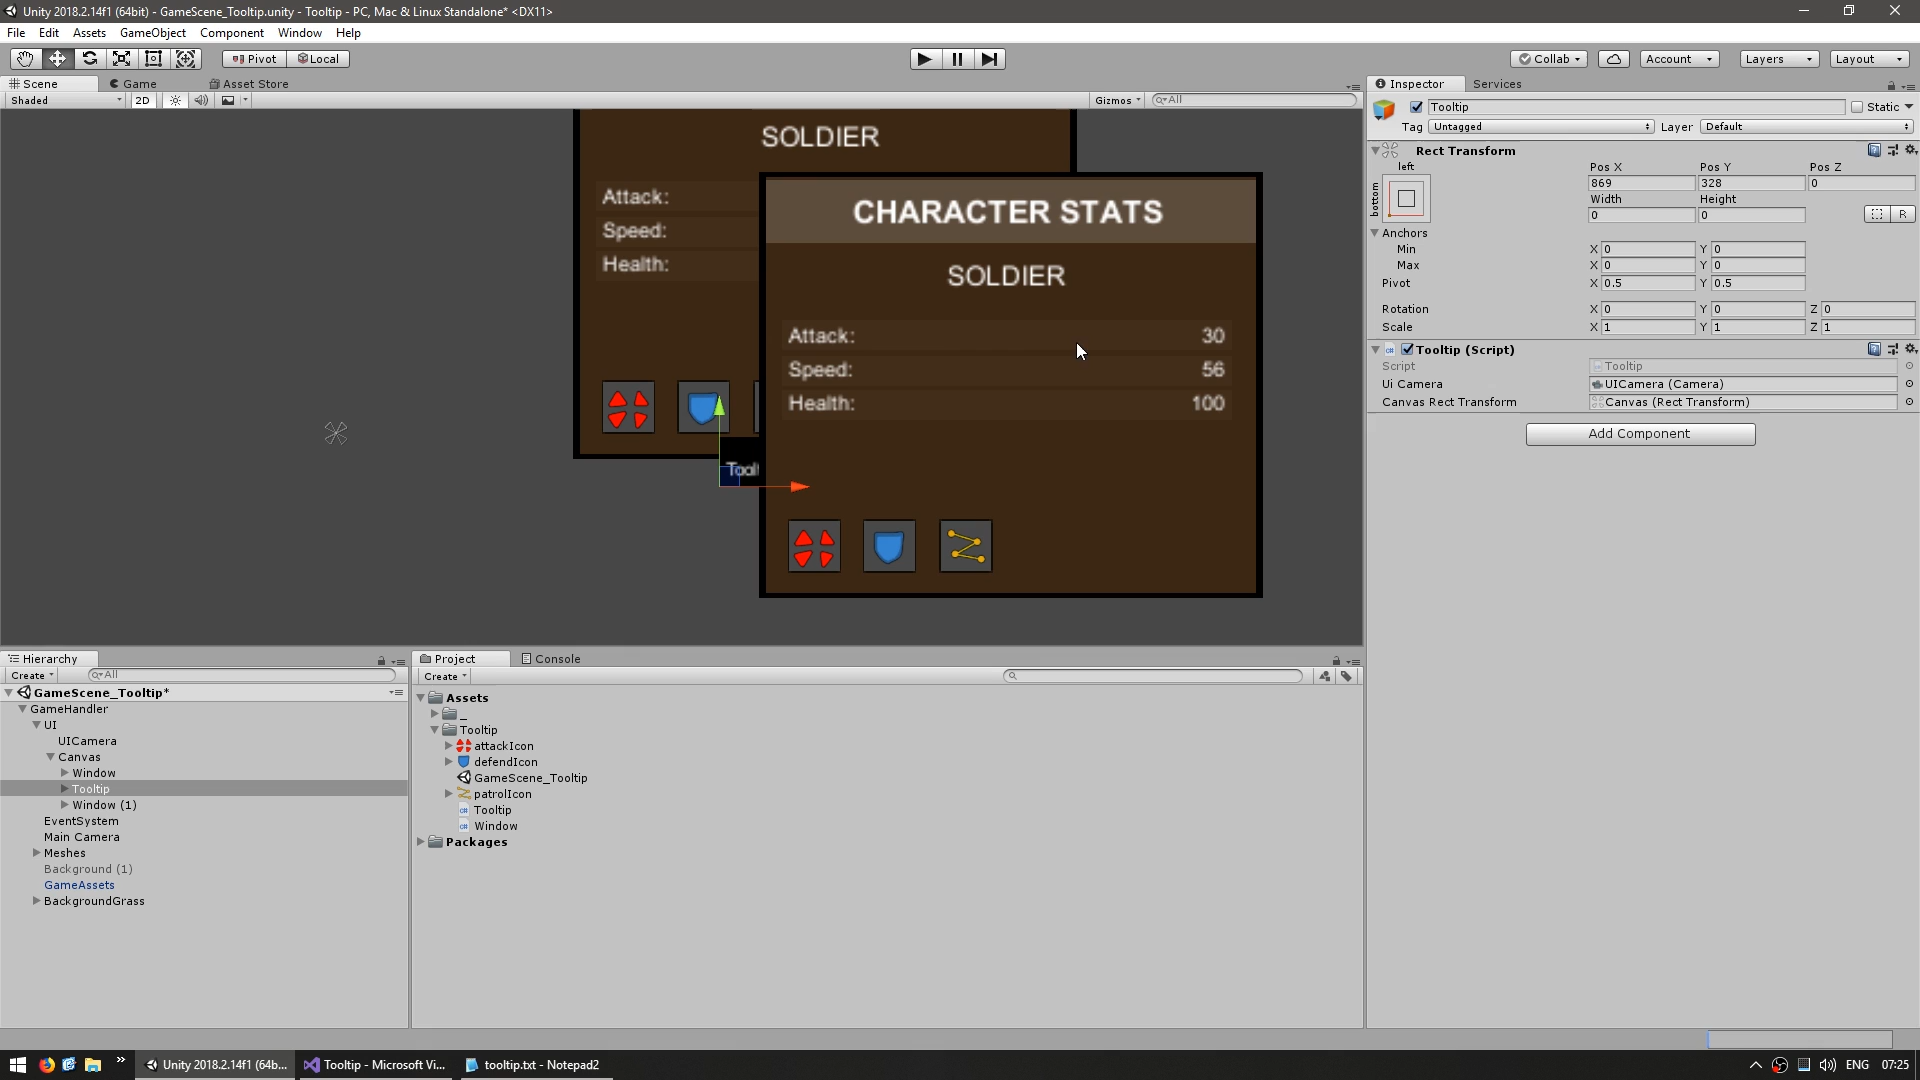 Unity 2018.2.14f1 (64bit) - GameScene_Tooltip.unity - Tooltip - PC, Mac & Linux Standalone* <DX11>
File Edit Assets GameObject Component Window Help
Pivot Local
Collab Account Layers Layout
Scene Game Asset Store
Shaded 2D
Gizmos All
SOLDIER
Attack:
Speed:
Health:
CHARACTER STATS
SOLDIER
Attack: 30
Speed: 56
Health: 100
Inspector Services
Tooltip Static
Tag Untagged Layer Default
Rect Transform
left
bottom
Pos X Pos Y Pos Z
869 328 0
Width Height
0 0
R
Anchors
Min X 0 Y 0
Max X 0 Y 0
Pivot X 0.5 Y 0.5
Rotation X 0 Y 0 Z 0
Scale X 1 Y 1 Z 1
Tooltip (Script)
Script Tooltip
Ui Camera UICamera (Camera)
Canvas Rect Transform Canvas (Rect Transform)
Add Component
Hierarchy
Create All
GameScene_Tooltip*
GameHandler
UI
UICamera
Canvas
Window
Tooltip
Window (1)
EventSystem
Main Camera
Meshes
Background (1)
GameAssets
BackgroundGrass
Project Console
Create
Assets
_
Tooltip
attackIcon
defendIcon
GameScene_Tooltip
patrolIcon
Tooltip
Window
Packages
Unity 2018.2.14f1 (64b... Tooltip - Microsoft Vi... tooltip.txt - Notepad2
ENG 07:25